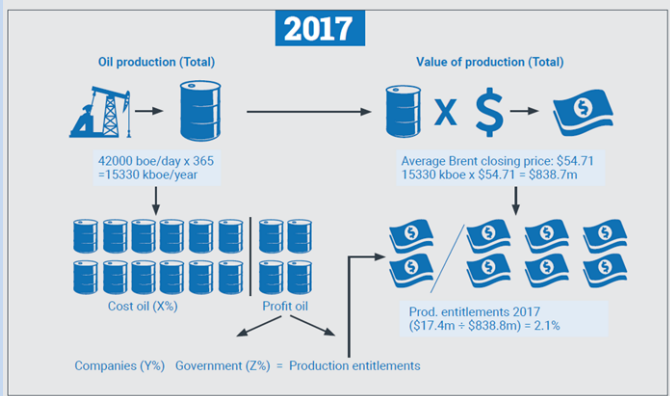 2017
Oil production (Total)
Value of production (Total)
X $
42000 boe/day x 365
=15330 kboe/year
Average Brent closing price: $54.71
15330 kboe x $54.71 = $838.7m
Cost oil (X%)
Profit oil
Prod. entitlements 2017
($17.4m ÷ $838.8m) = 2.1%
Companies (Y%) Government (Z%) = Production entitlements